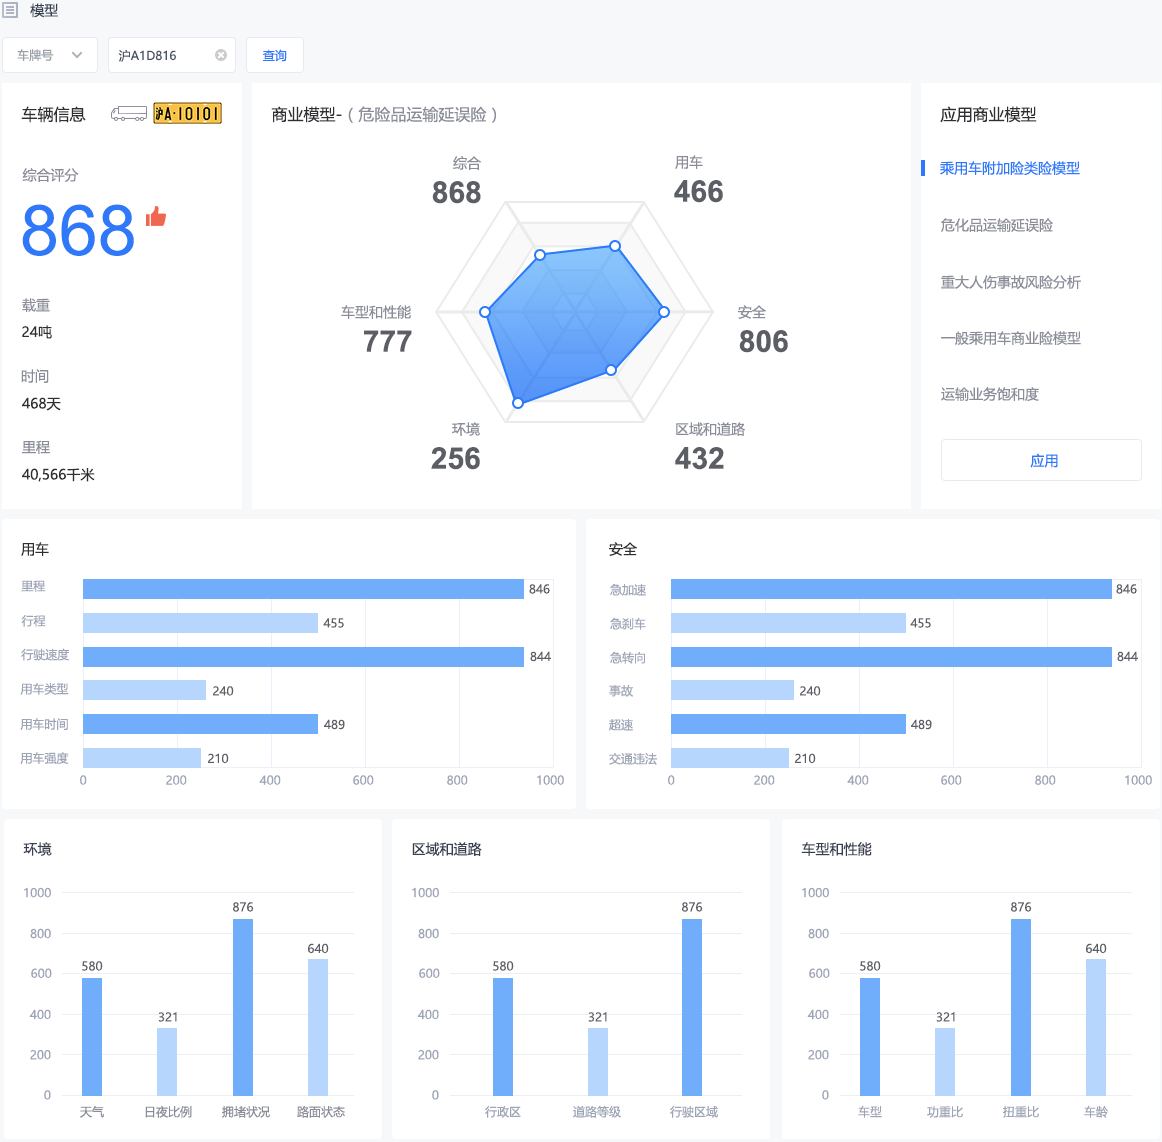 模型
车牌号
沪A1D816
查询
车辆信息
沪A·10101
综合评分
868
载重
24吨
时间
468天
里程
40,566千米
商业模型-（危险品运输延误险）
综合
868
用车
466
车型和性能
777
安全
806
环境
256
区域和道路
432
应用商业模型
乘用车附加险类险模型
危化品运输延误险
重大人伤事故风险分析
一般乘用车商业险模型
运输业务饱和度
应用
用车
里程
846
行程
455
行驶速度
844
用车类型
240
用车时间
489
用车强度
210
0 200 400 600 800 1000
安全
急加速
846
急刹车
455
急转向
844
事故
240
超速
489
交通违法
210
0 200 400 600 800 1000
环境
1000
800
600
400
200
0
580
321
876
640
天气 日夜比例 拥堵状况 路面状态
区域和道路
1000
800
600
400
200
0
580
321
876
行政区 道路等级 行驶区域
车型和性能
1000
800
600
400
200
0
580
321
876
640
车型 功重比 扭重比 车龄